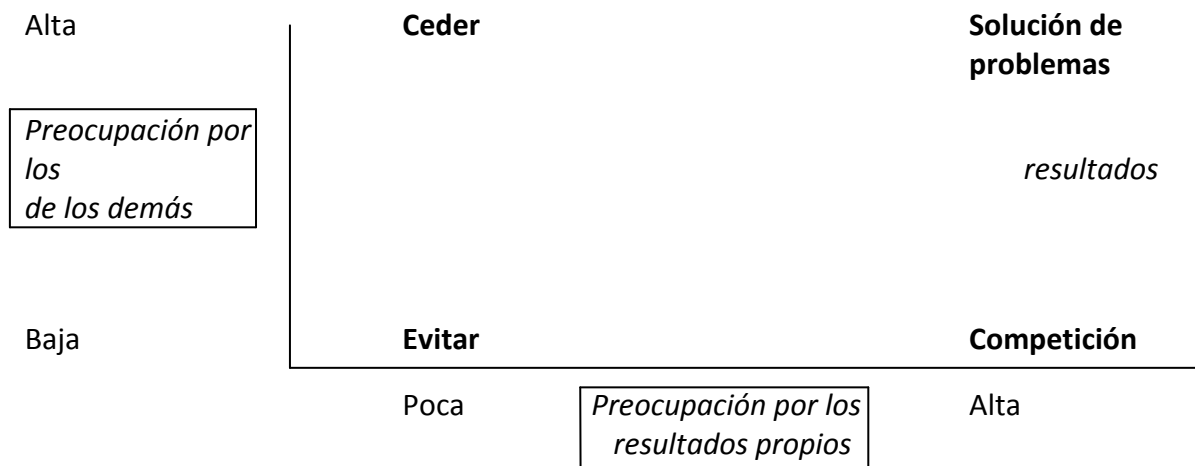 Alta
Ceder
Solución de
problemas
Preocupación por
los
resultados
de los demás
Baja
Evitar
Competición
Poca
Preocupación por los
resultados propios
Alta